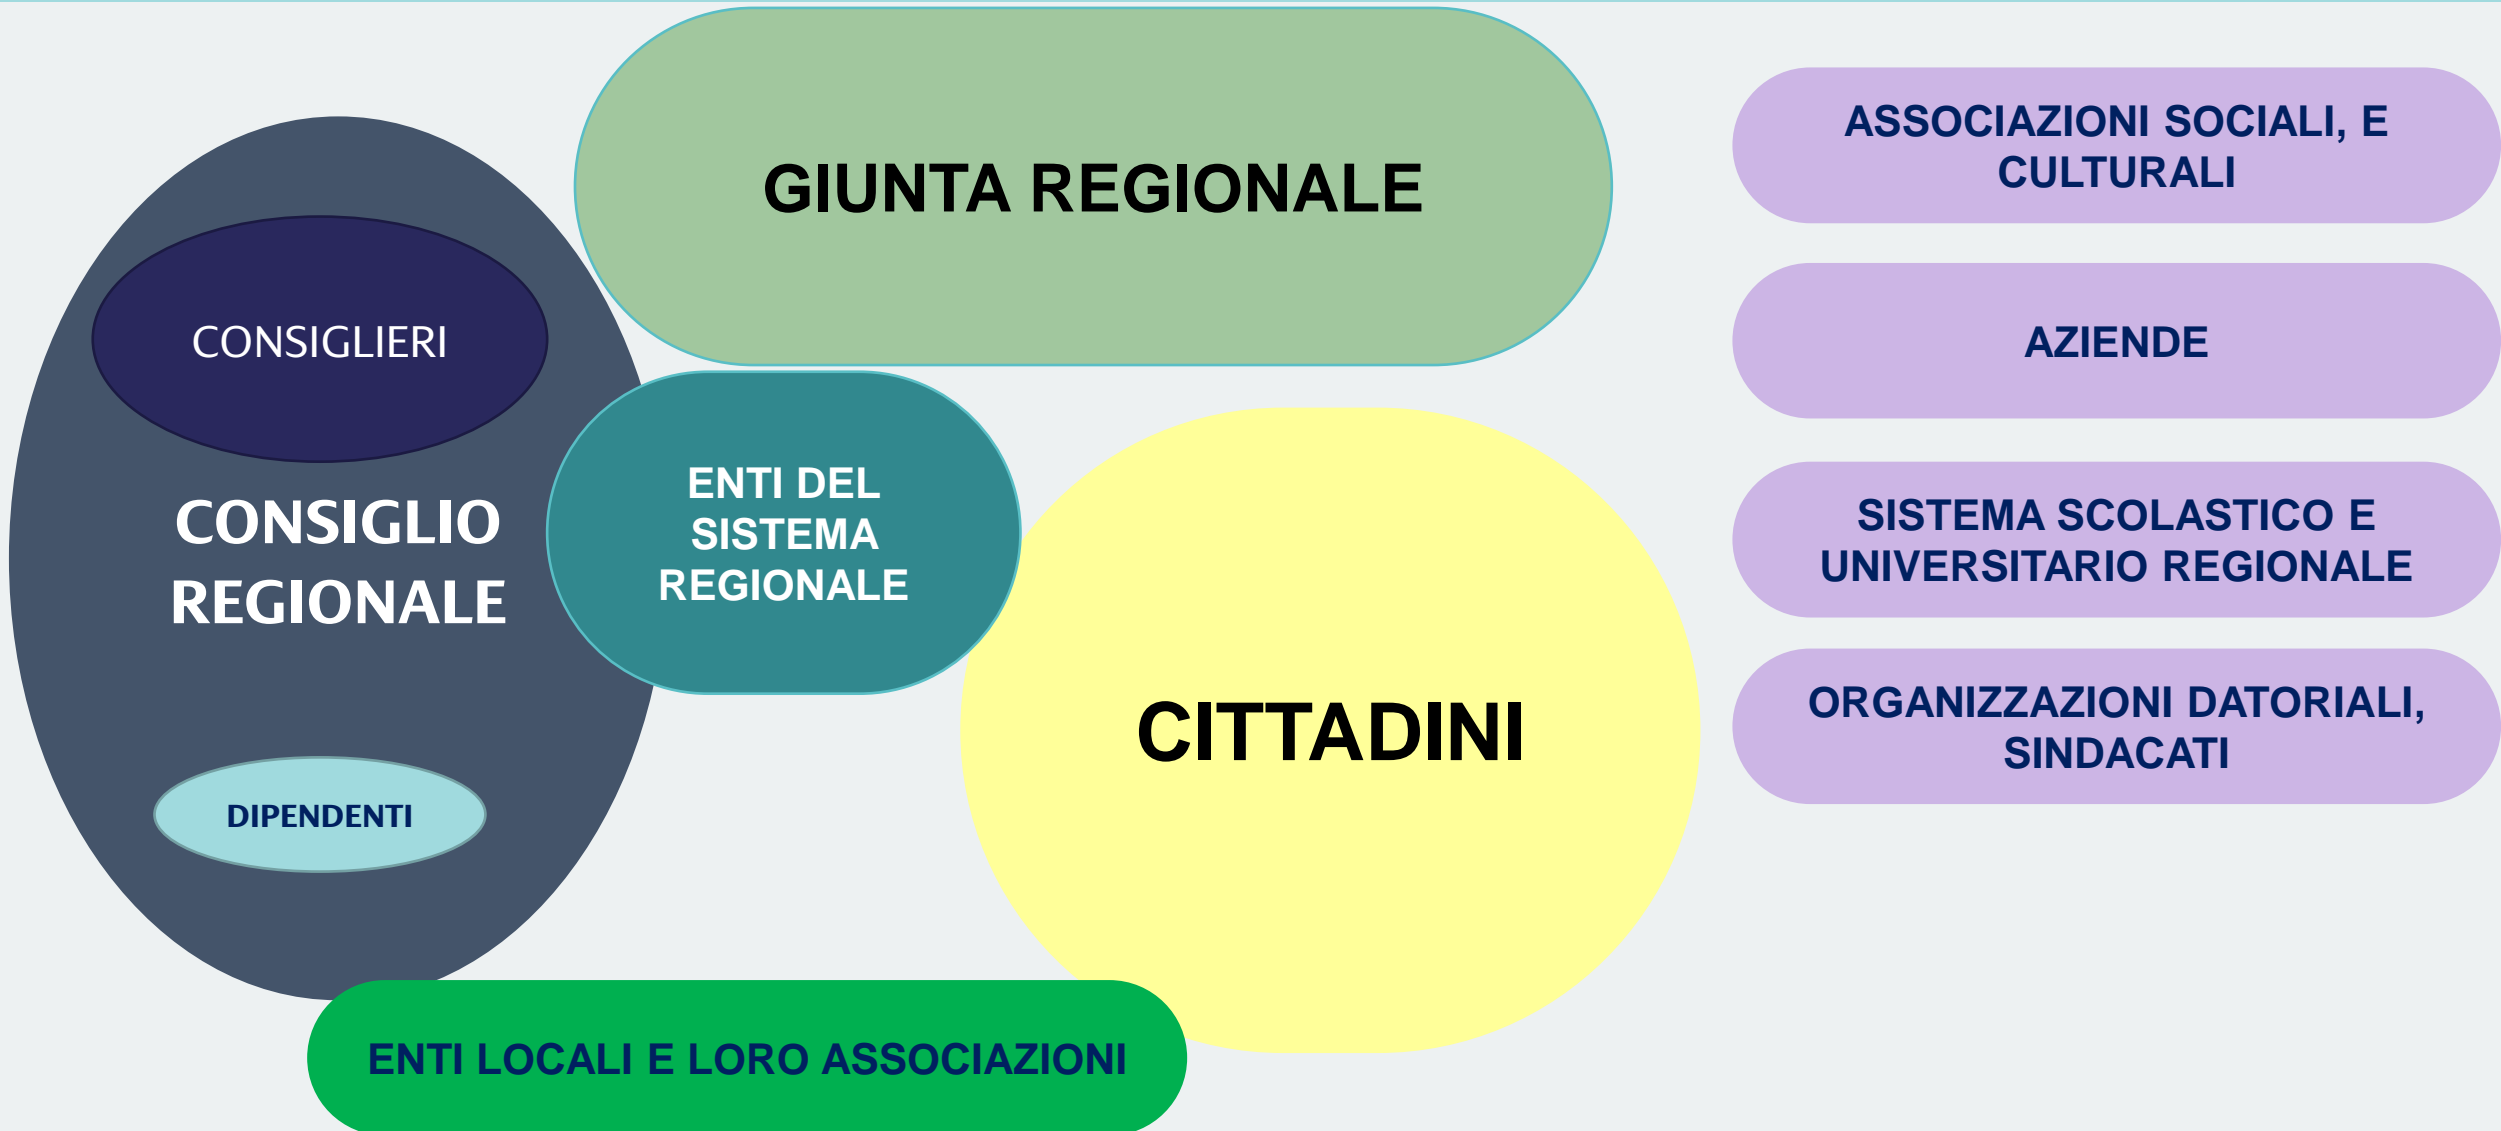 GIUNTA REGIONALE
CONSIGLIERI
CONSIGLIO
REGIONALE
DIPENDENTI
ENTI DEL
SISTEMA
REGIONALE
CITTADINI
ENTI LOCALI E LORO ASSOCIAZIONI
ASSOCIAZIONI SOCIALI, E
CULTURALI
AZIENDE
SISTEMA SCOLASTICO E
UNIVERSITARIO REGIONALE
ORGANIZZAZIONI DATORIALI,
SINDACATI